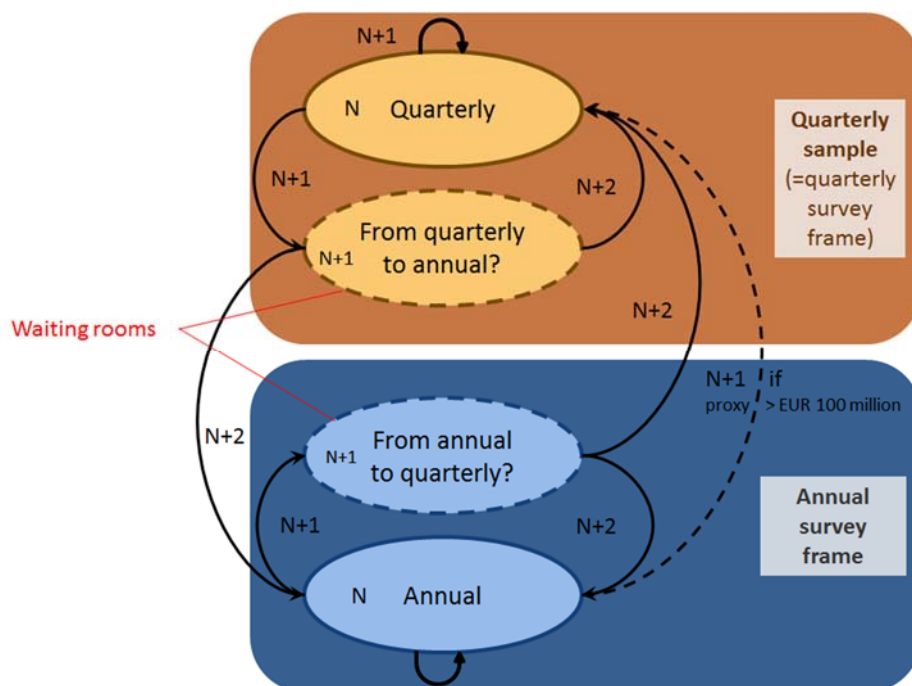 N+1
N Quarterly
Quarterly
sample
(=quarterly
survey
frame)
N+1
N+2
From quarterly
to annual?
N+1
Waiting rooms
N+2
N+1 if
proxy > EUR 100 million
N+2
From annual
to quarterly?
N+1
N+1
N+2
Annual
survey
frame
N Annual